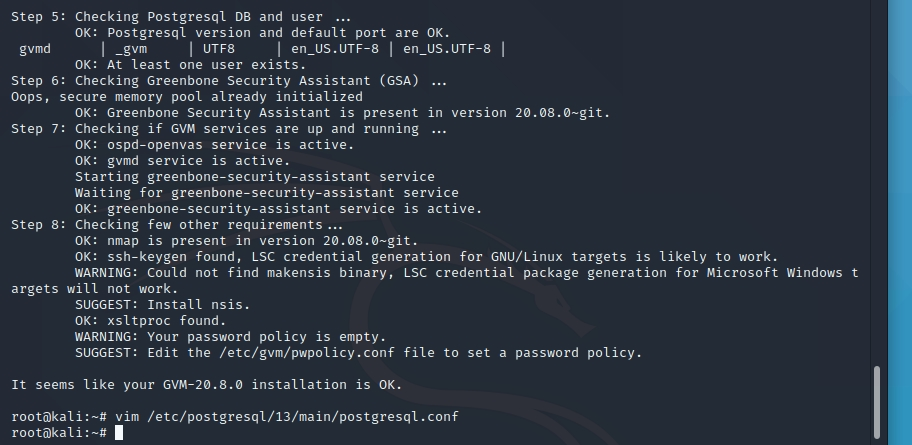 Step 5: Checking Postgresql DB and user ...
OK: Postgresql version and default port are OK.
gvmd | _gvm | UTF8 | en_US.UTF-8 | en_US.UTF-8 |
OK: At least one user exists.
Step 6: Checking Greenbone Security Assistant (GSA) ...
Oops, secure memory pool already initialized
OK: Greenbone Security Assistant is present in version 20.08.0~git.
Step 7: Checking if GVM services are up and running ...
OK: ospd-openvas service is active.
OK: gvmd service is active.
Starting greenbone-security-assistant service
Waiting for greenbone-security-assistant service
OK: greenbone-security-assistant service is active.
Step 8: Checking few other requirements...
OK: nmap is present in version 20.08.0~git.
OK: ssh-keygen found, LSC credential generation for GNU/Linux targets is likely to work.
WARNING: Could not find makensis binary, LSC credential package generation for Microsoft Windows t
argets will not work.
SUGGEST: Install nsis.
OK: xsltproc found.
WARNING: Your password policy is empty.
SUGGEST: Edit the /etc/gvm/pwpolicy.conf file to set a password policy.
It seems like your GVM-20.8.0 installation is OK.
root@kali:~# vim /etc/postgresql/13/main/postgresql.conf
root@kali:~#